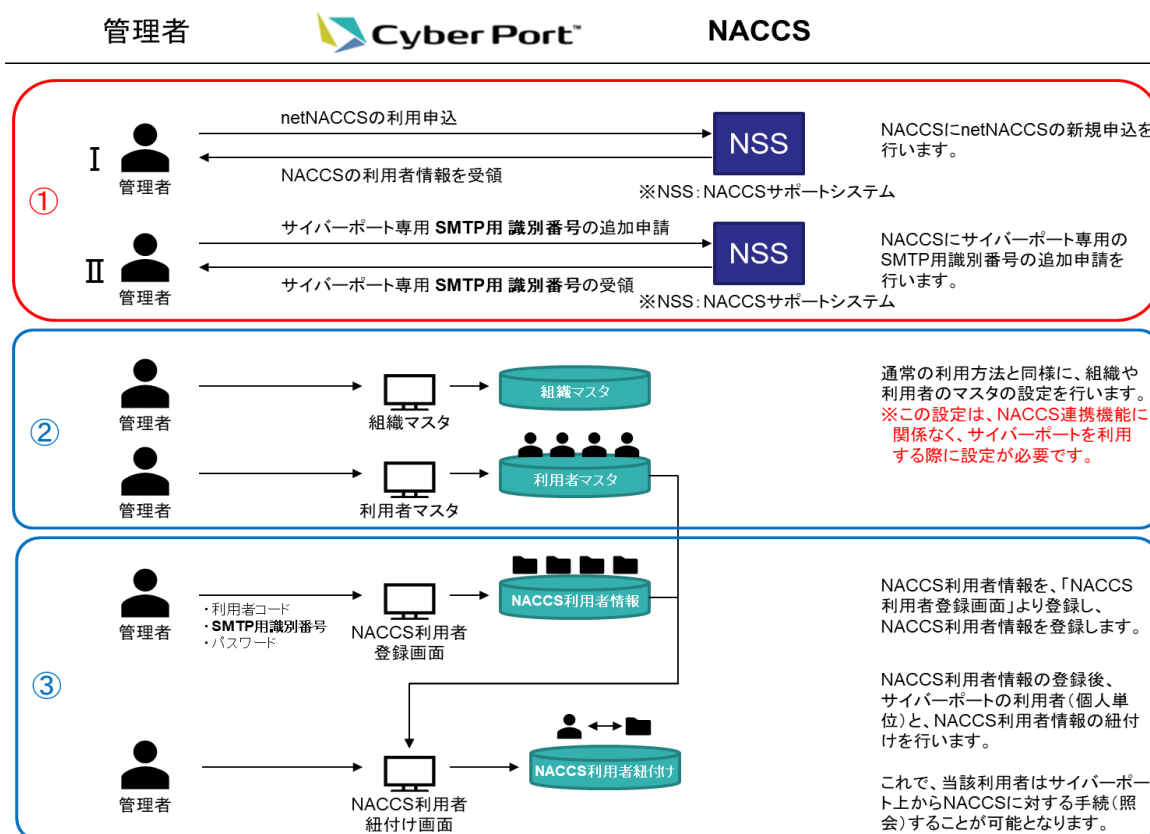 管理者
Cyber Port™
NACCS
①
Ⅰ
管理者
netNACCSの利用申込
NACCSの利用者情報を受領
NSS
※NSS：NACCSサポートシステム
NACCSにnetNACCSの新規申込を
行います。
Ⅱ
管理者
サイバーポート専用 SMTP用 識別番号の追加申請
サイバーポート専用 SMTP用 識別番号の受領
NSS
※NSS：NACCSサポートシステム
NACCSにサイバーポート専用の
SMTP用識別番号の追加申請を
行います。
②
管理者
組織マスタ
組織マスタ
管理者
利用者マスタ
利用者マスタ
通常の利用方法と同様に、組織や
利用者のマスタの設定を行います。
※この設定は、NACCS連携機能に
関係なく、サイバーポートを利用
する際に設定が必要です。
③
管理者
・利用者コード
・SMTP用識別番号
・パスワード
NACCS利用者
登録画面
NACCS利用者情報
NACCS利用者情報を、「NACCS
利用者登録画面」より登録し、
NACCS利用者情報を登録します。
管理者
NACCS利用者
紐付け画面
NACCS利用者紐付け
NACCS利用者情報の登録後、
サイバーポートの利用者（個人単
位）と、NACCS利用者情報の紐付
けを行います。
これで、当該利用者はサイバーポー
ト上からNACCSに対する手続（照
会）することが可能となります。